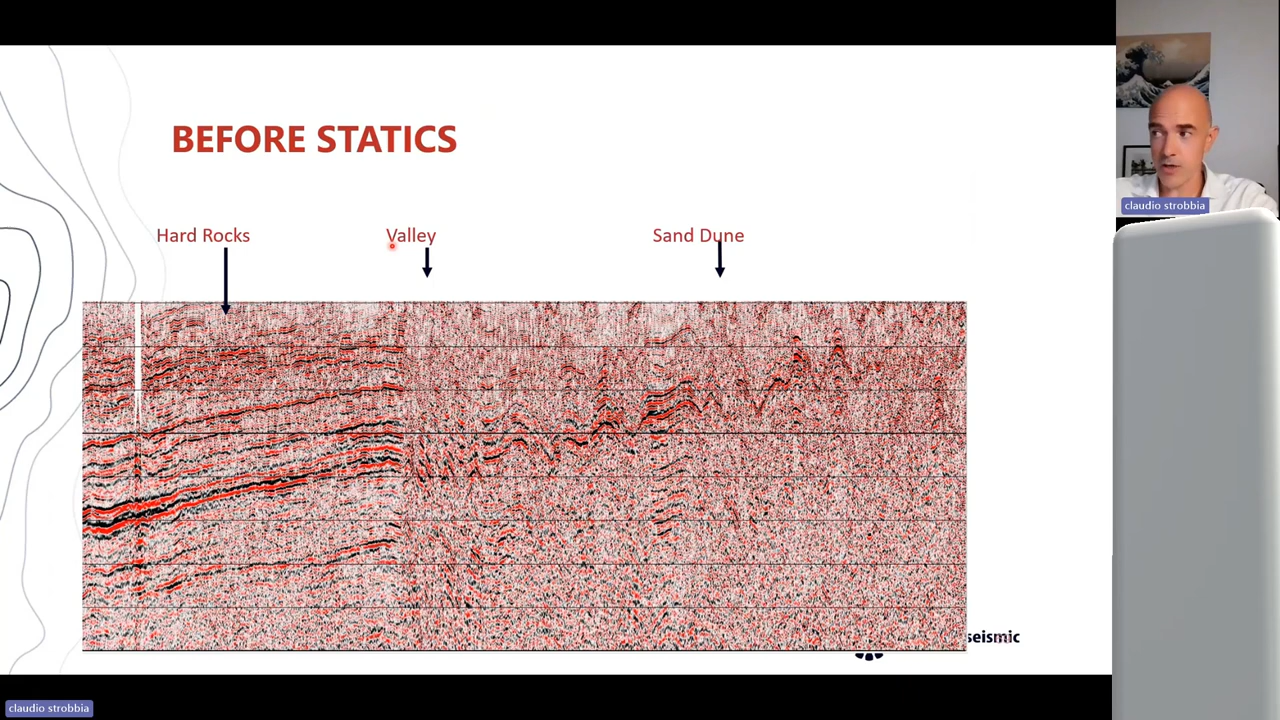 BEFORE STATICS
Hard Rocks
Valley
Sand Dune
seismic
claudio strobbia
claudio strobbia